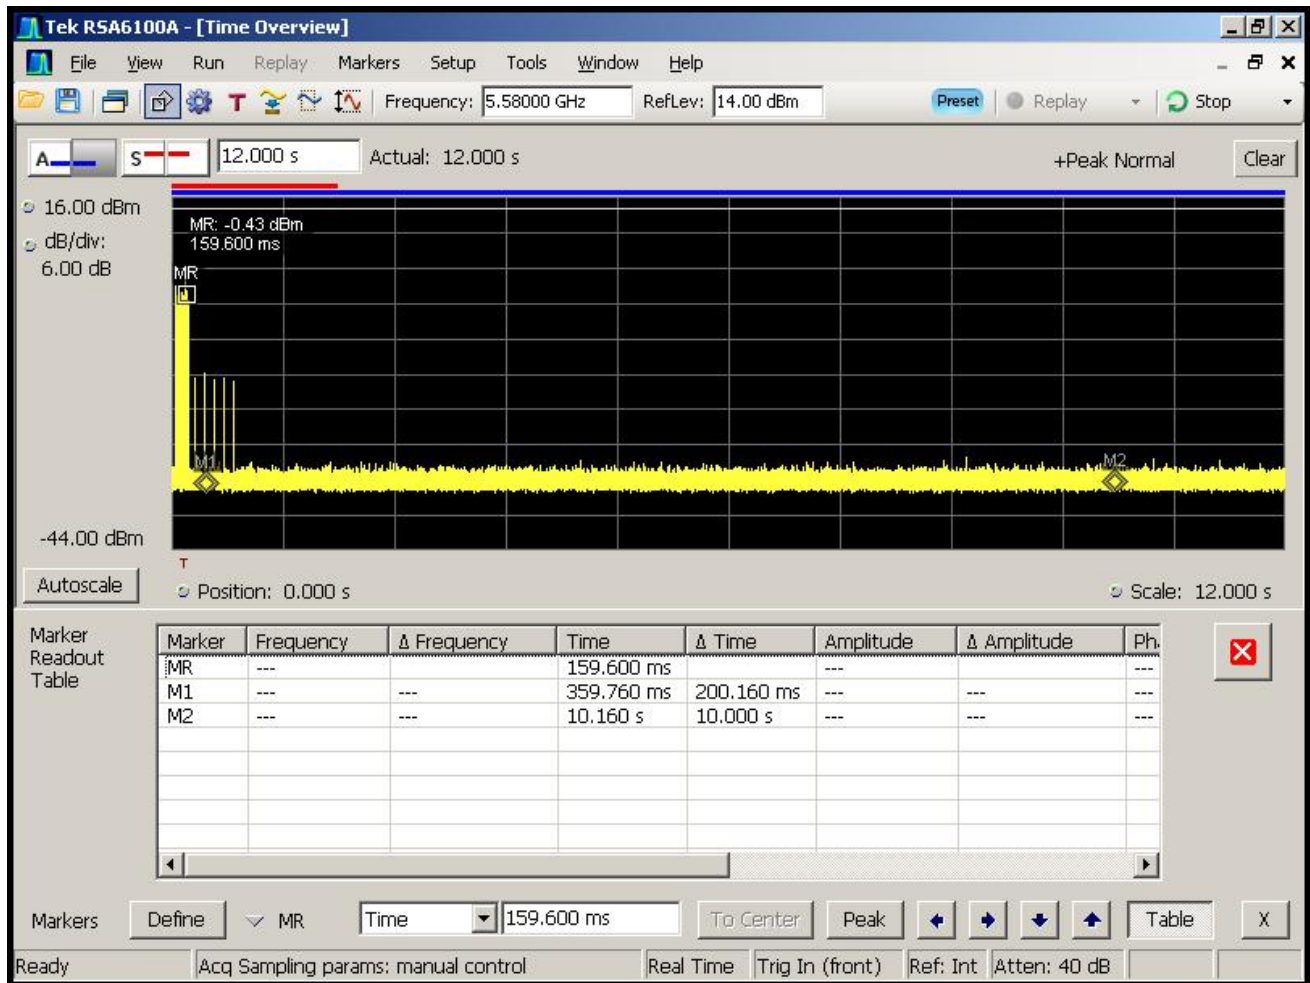 Tek RSA6100A - [Time Overview]
File View Run Replay Markers Setup Tools Window Help
T Frequency: 5.58000 GHz RefLev: 14.00 dBm Preset Replay Stop
A S 12.000 s Actual: 12.000 s +Peak Normal Clear
16.00 dBm
dB/div:
6.00 dB
MR: -0.43 dBm
159.600 ms
MR
M1
M2
-44.00 dBm
T
Autoscale Position: 0.000 s Scale: 12.000 s
Marker Readout Table
Marker Frequency Δ Frequency Time Δ Time Amplitude Δ Amplitude Ph
MR --- 159.600 ms --- ---
M1 --- --- 359.760 ms 200.160 ms --- --- ---
M2 --- --- 10.160 s 10.000 s --- --- ---
Markers Define MR Time 159.600 ms To Center Peak Table X
Ready Acq Sampling params: manual control Real Time Trig In (front) Ref: Int Atten: 40 dB